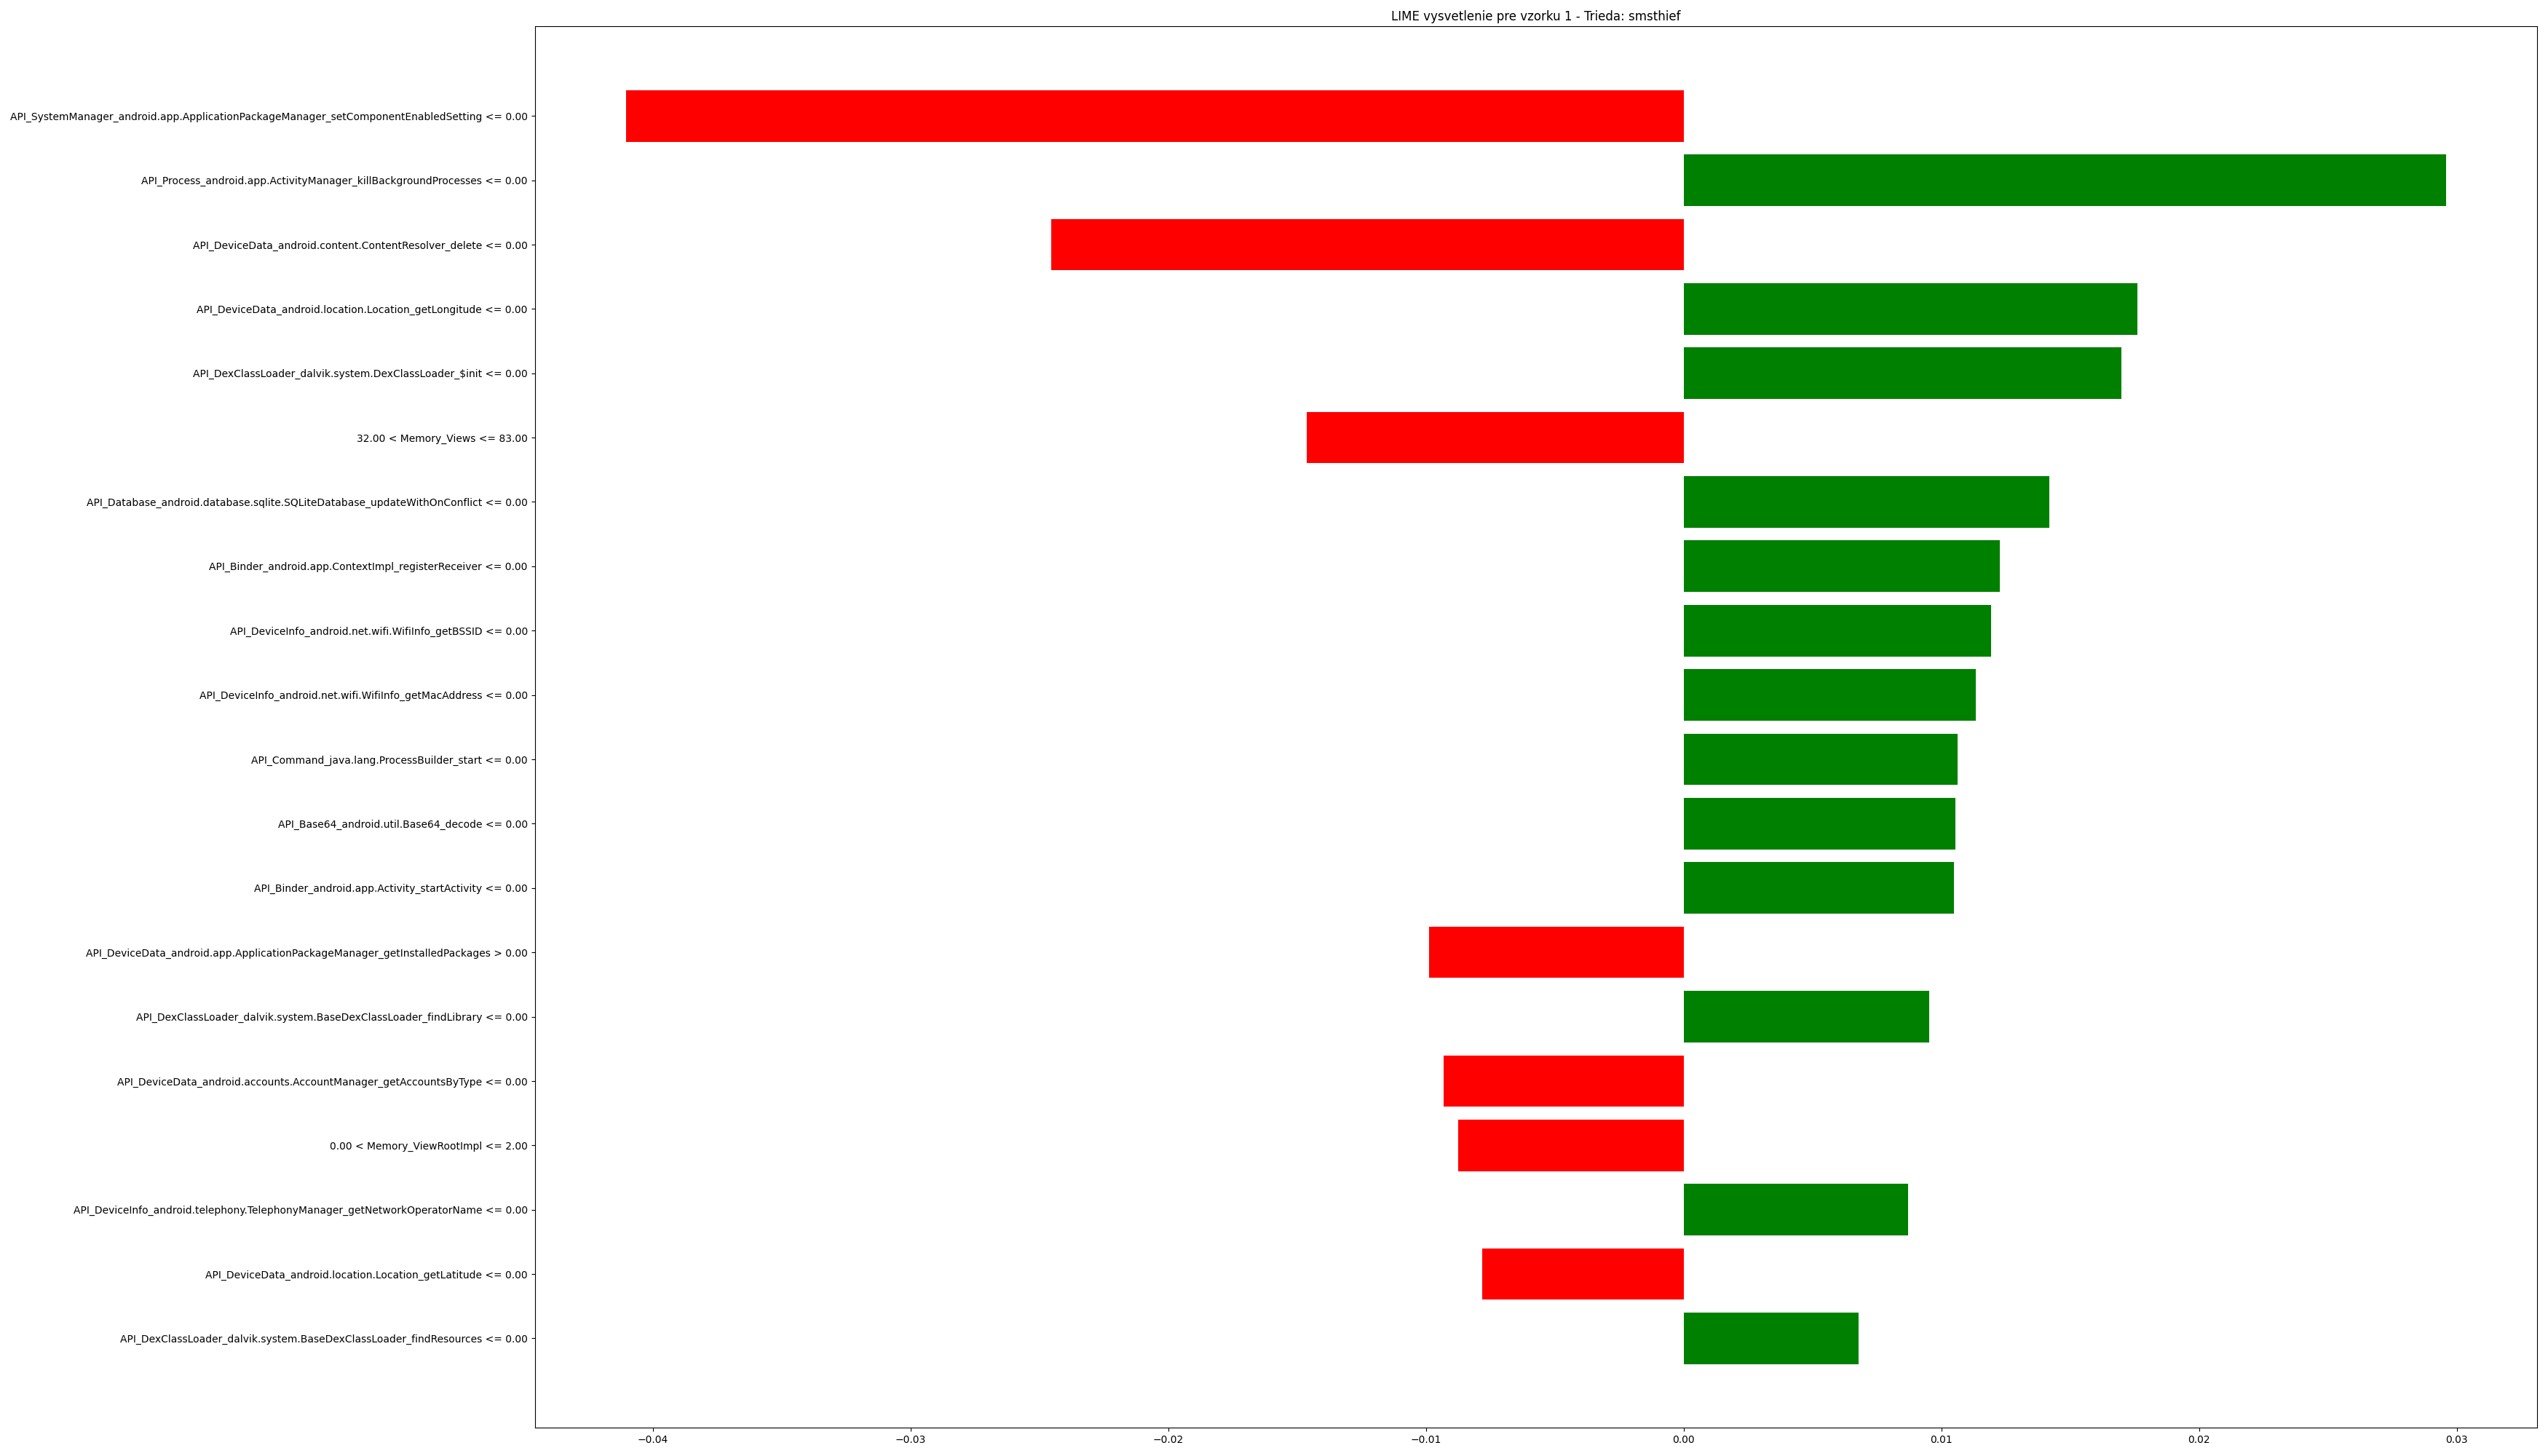 LIME vysvetlenie pre vzorku 1 - Trieda: smsthief
API_SystemManager_android.app.ApplicationPackageManager_setComponentEnabledSetting <= 0.00
API_Process_android.app.ActivityManager_killBackgroundProcesses <= 0.00
API_DeviceData_android.content.ContentResolver_delete <= 0.00
API_DeviceData_android.location.Location_getLongitude <= 0.00
API_DexClassLoader_dalvik.system.DexClassLoader_$init <= 0.00
32.00 < Memory_Views <= 83.00
API_Database_android.database.sqlite.SQLiteDatabase_updateWithOnConflict <= 0.00
API_Binder_android.app.ContextImpl_registerReceiver <= 0.00
API_DeviceInfo_android.net.wifi.WifiInfo_getBSSID <= 0.00
API_DeviceInfo_android.net.wifi.WifiInfo_getMacAddress <= 0.00
API_Command_java.lang.ProcessBuilder_start <= 0.00
API_Base64_android.util.Base64_decode <= 0.00
API_Binder_android.app.Activity_startActivity <= 0.00
API_DeviceData_android.app.ApplicationPackageManager_getInstalledPackages > 0.00
API_DexClassLoader_dalvik.system.BaseDexClassLoader_findLibrary <= 0.00
API_DeviceData_android.accounts.AccountManager_getAccountsByType <= 0.00
0.00 < Memory_ViewRootImpl <= 2.00
API_DeviceInfo_android.telephony.TelephonyManager_getNetworkOperatorName <= 0.00
API_DeviceData_android.location.Location_getLatitude <= 0.00
API_DexClassLoader_dalvik.system.BaseDexClassLoader_findResources <= 0.00
−0.04 −0.03 −0.02 −0.01 0.00 0.01 0.02 0.03